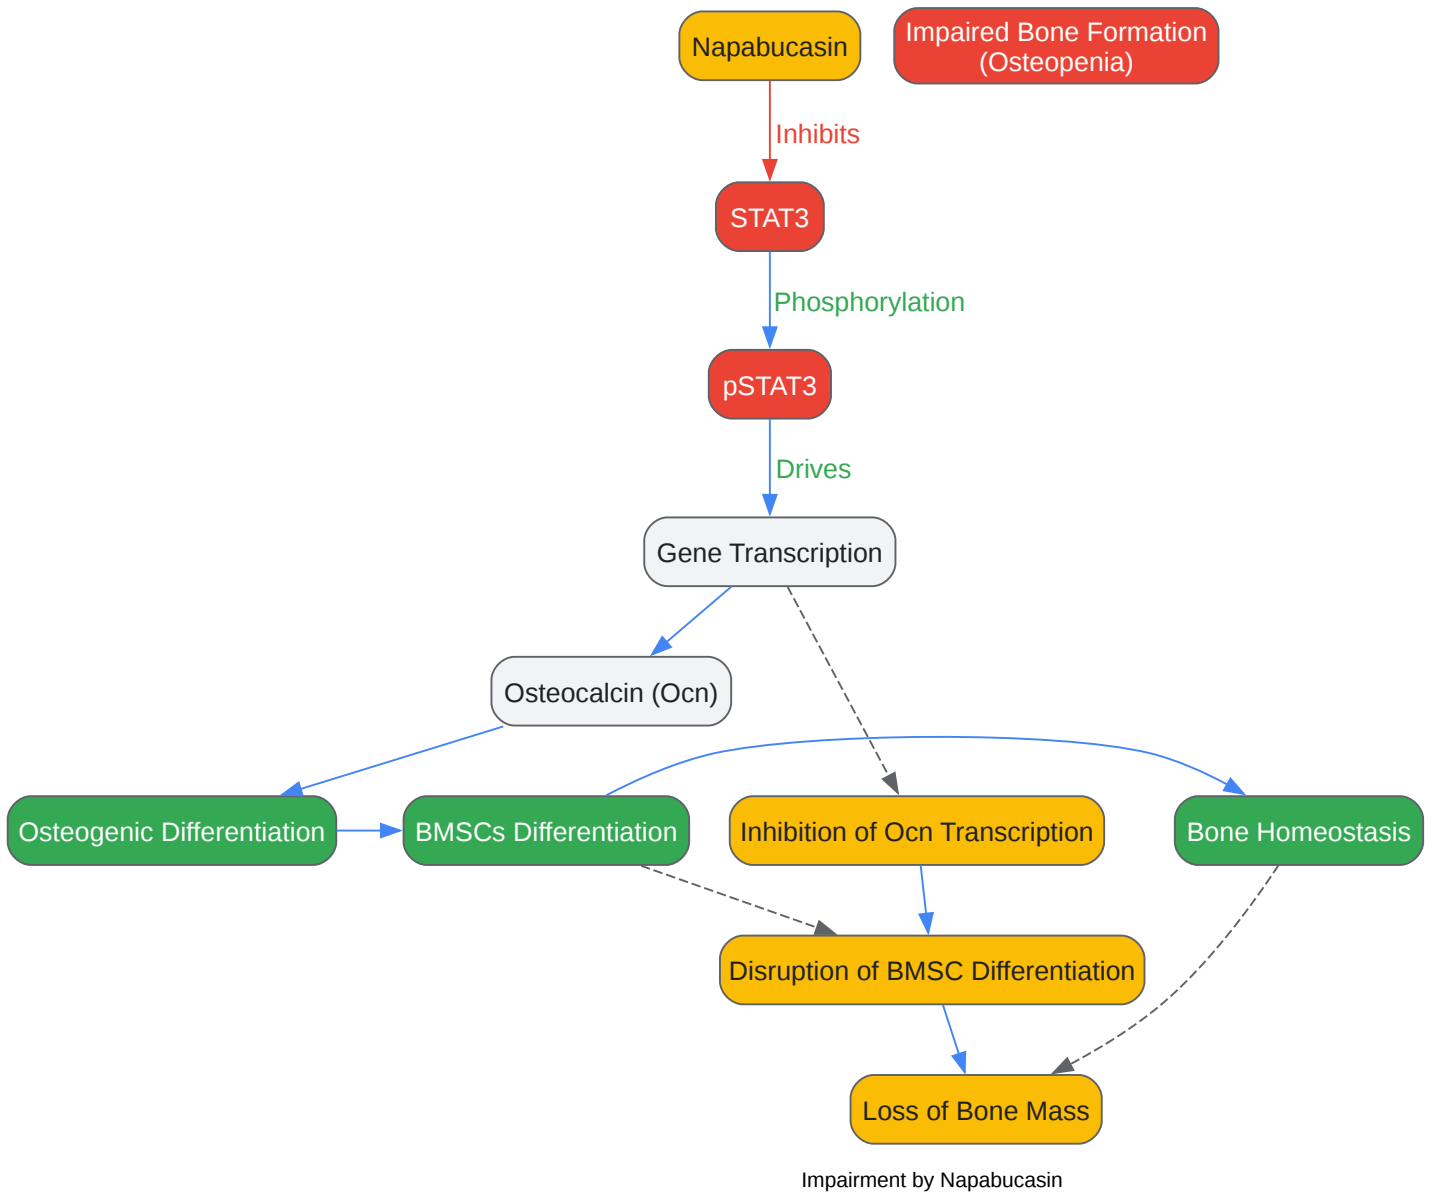 Napabucasin
Impaired Bone Formation
(Osteopenia)
Inhibits
STAT3
Phosphorylation
pSTAT3
Drives
Gene Transcription
Osteocalcin (Ocn)
Osteogenic Differentiation
BMSCs Differentiation
Inhibition of Ocn Transcription
Bone Homeostasis
Disruption of BMSC Differentiation
Loss of Bone Mass
Impairment by Napabucasin